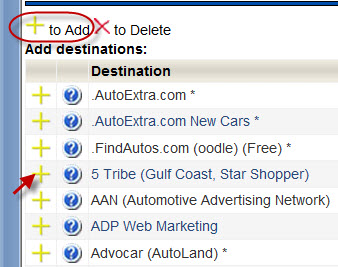 to Add to Delete
Add destinations:
Destination
.AutoExtra.com *
.AutoExtra.com New Cars *
.FindAutos.com (oodle) (Free) *
5 Tribe (Gulf Coast, Star Shopper)
AAN (Automotive Advertising Network)
ADP Web Marketing
Advocar (AutoLand) *